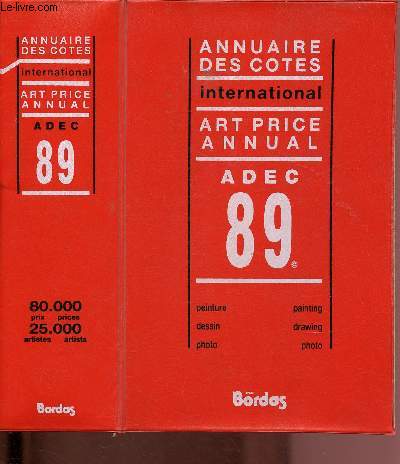 ANNUAIRE
DES COTES
international
ART PRICE
ANNUAL
ADEC
89
80.000
prix prices
25.000
artistes artists
Bordas
ANNUAIRE
DES COTES
international
ART PRICE
ANNUAL
ADEC
89
peinture painting
dessin drawing
photo photo
Bordas
le-livre